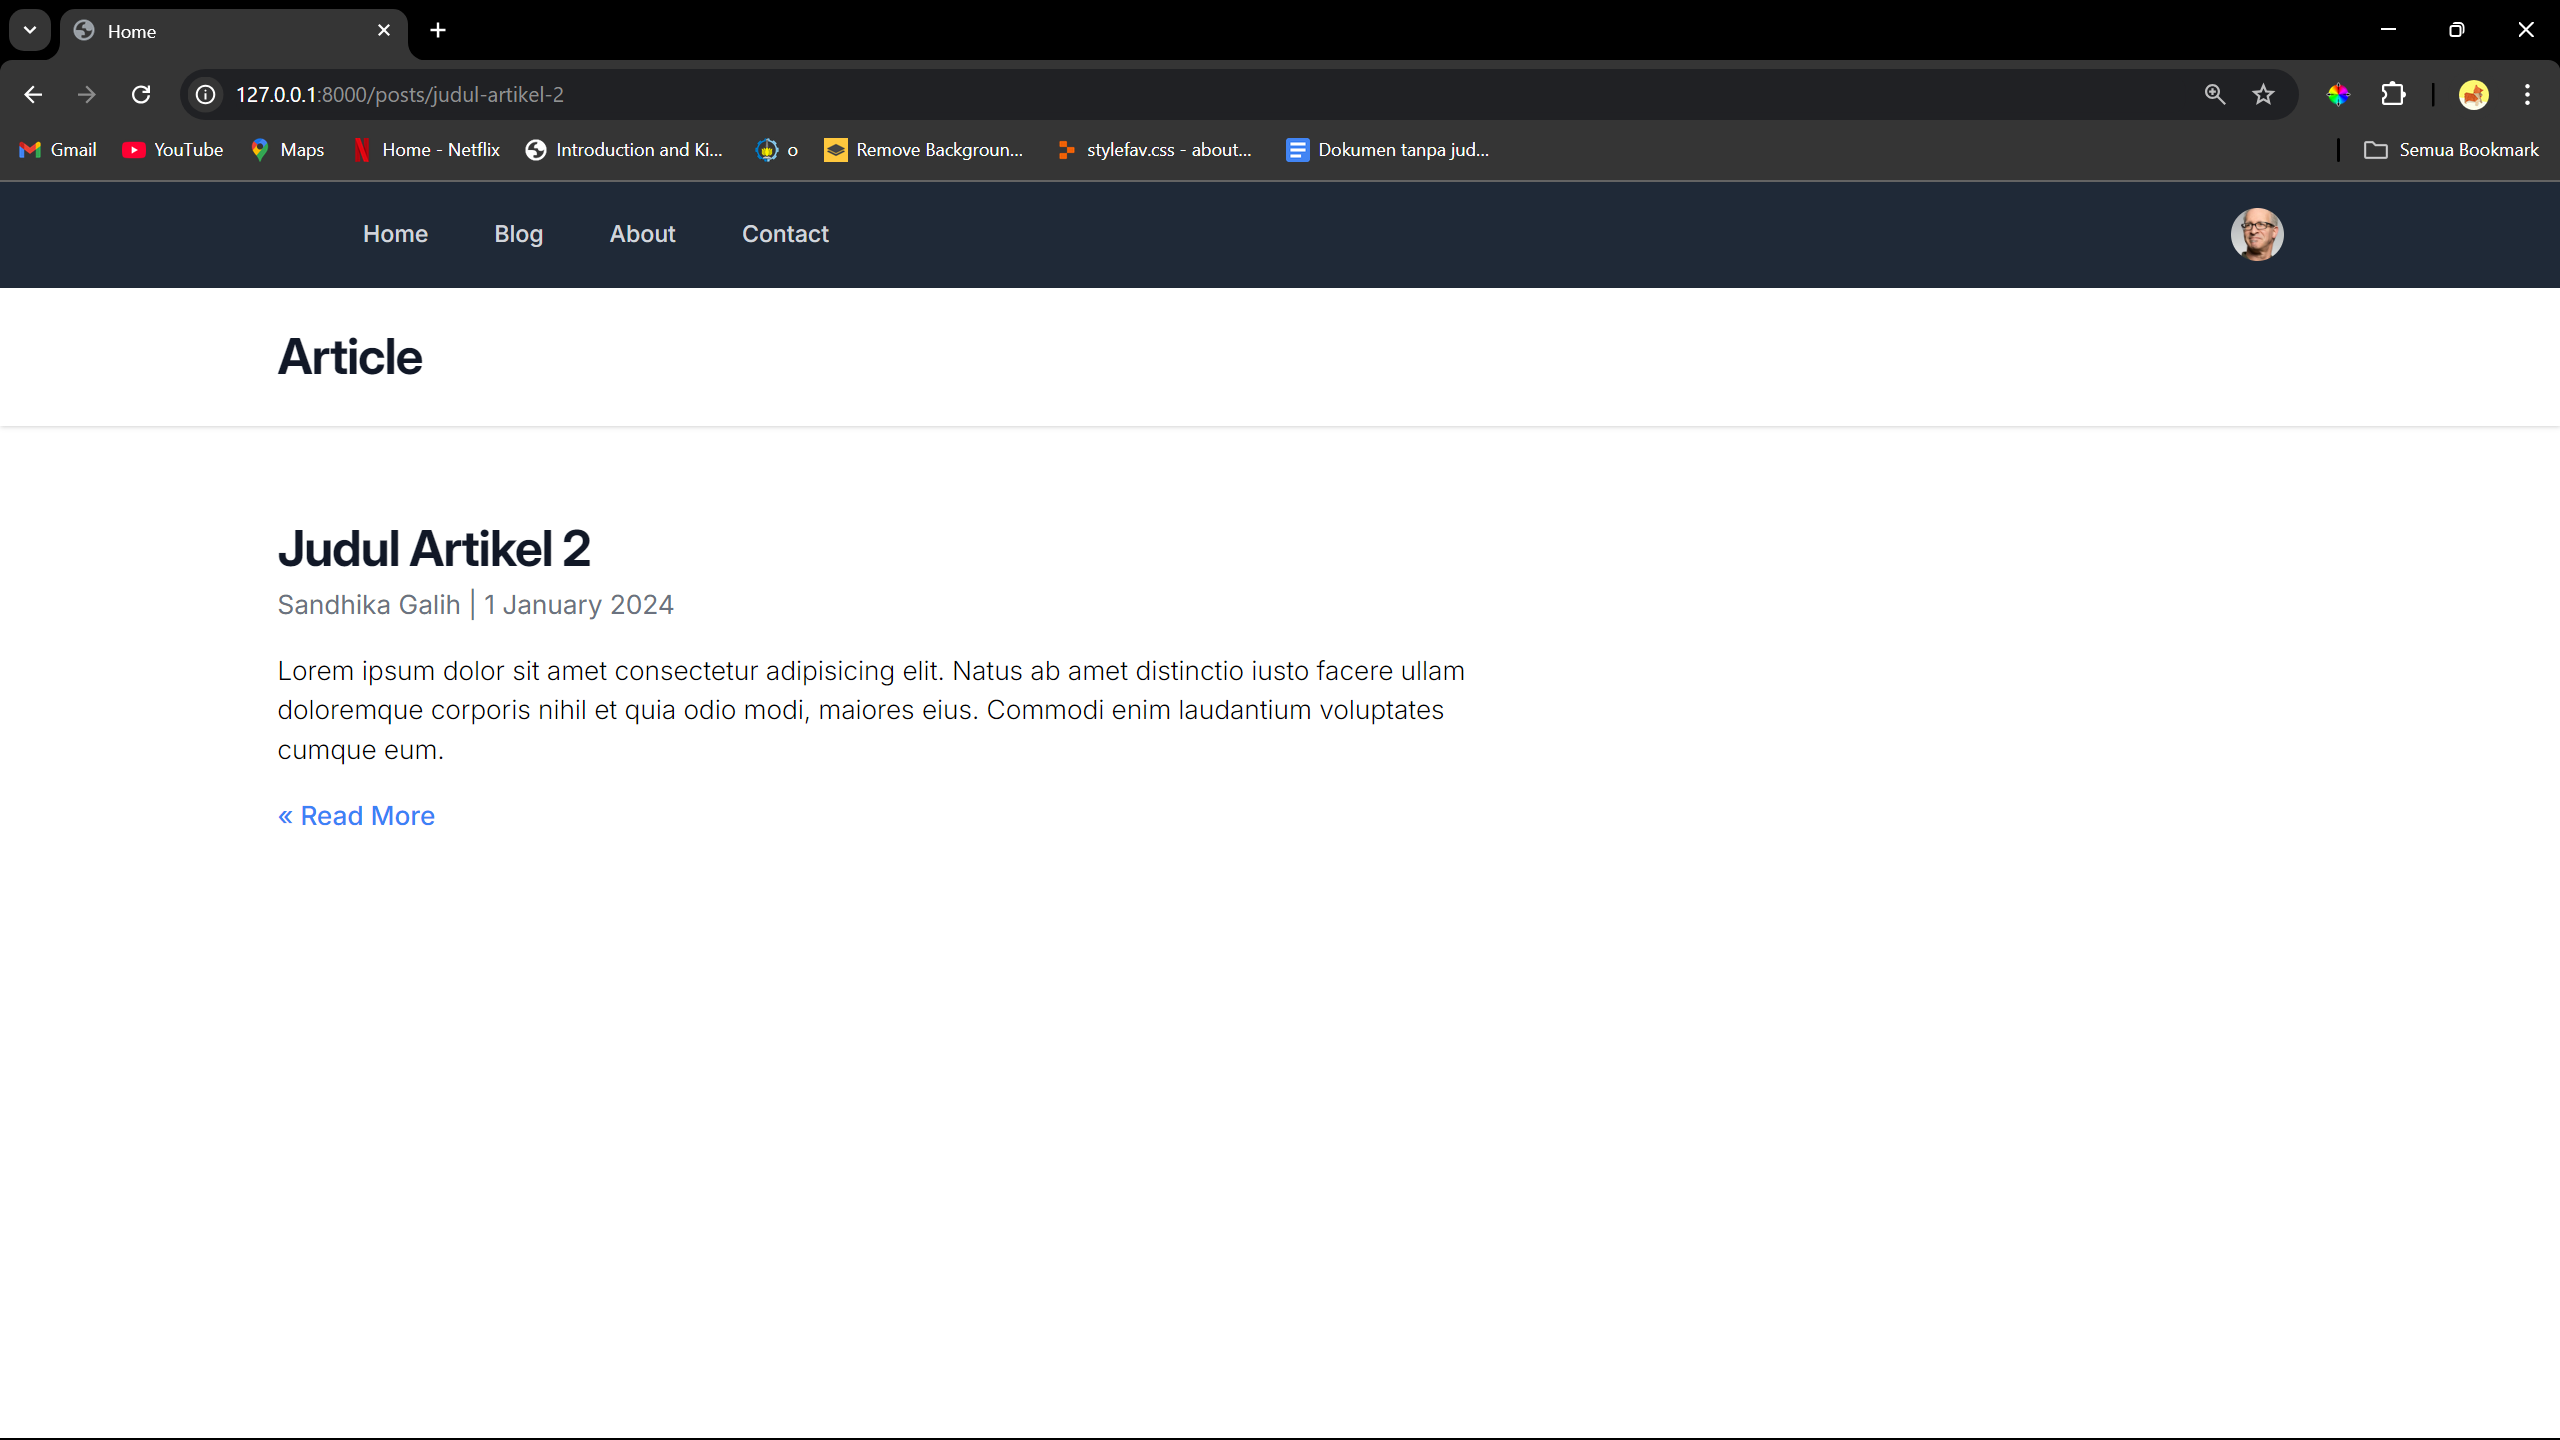 Home
127.0.0.1:8000/posts/judul-artikel-2
Gmail YouTube Maps Home - Netflix Introduction and Ki... o Remove Backgroun... stylefav.css - about... Dokumen tanpa jud... Semua Bookmark
Home Blog About Contact
Article
Judul Artikel 2
Sandhika Galih | 1 January 2024
Lorem ipsum dolor sit amet consectetur adipisicing elit. Natus ab amet distinctio iusto facere ullam
doloremque corporis nihil et quia odio modi, maiores eius. Commodi enim laudantium voluptates
cumque eum.
« Read More